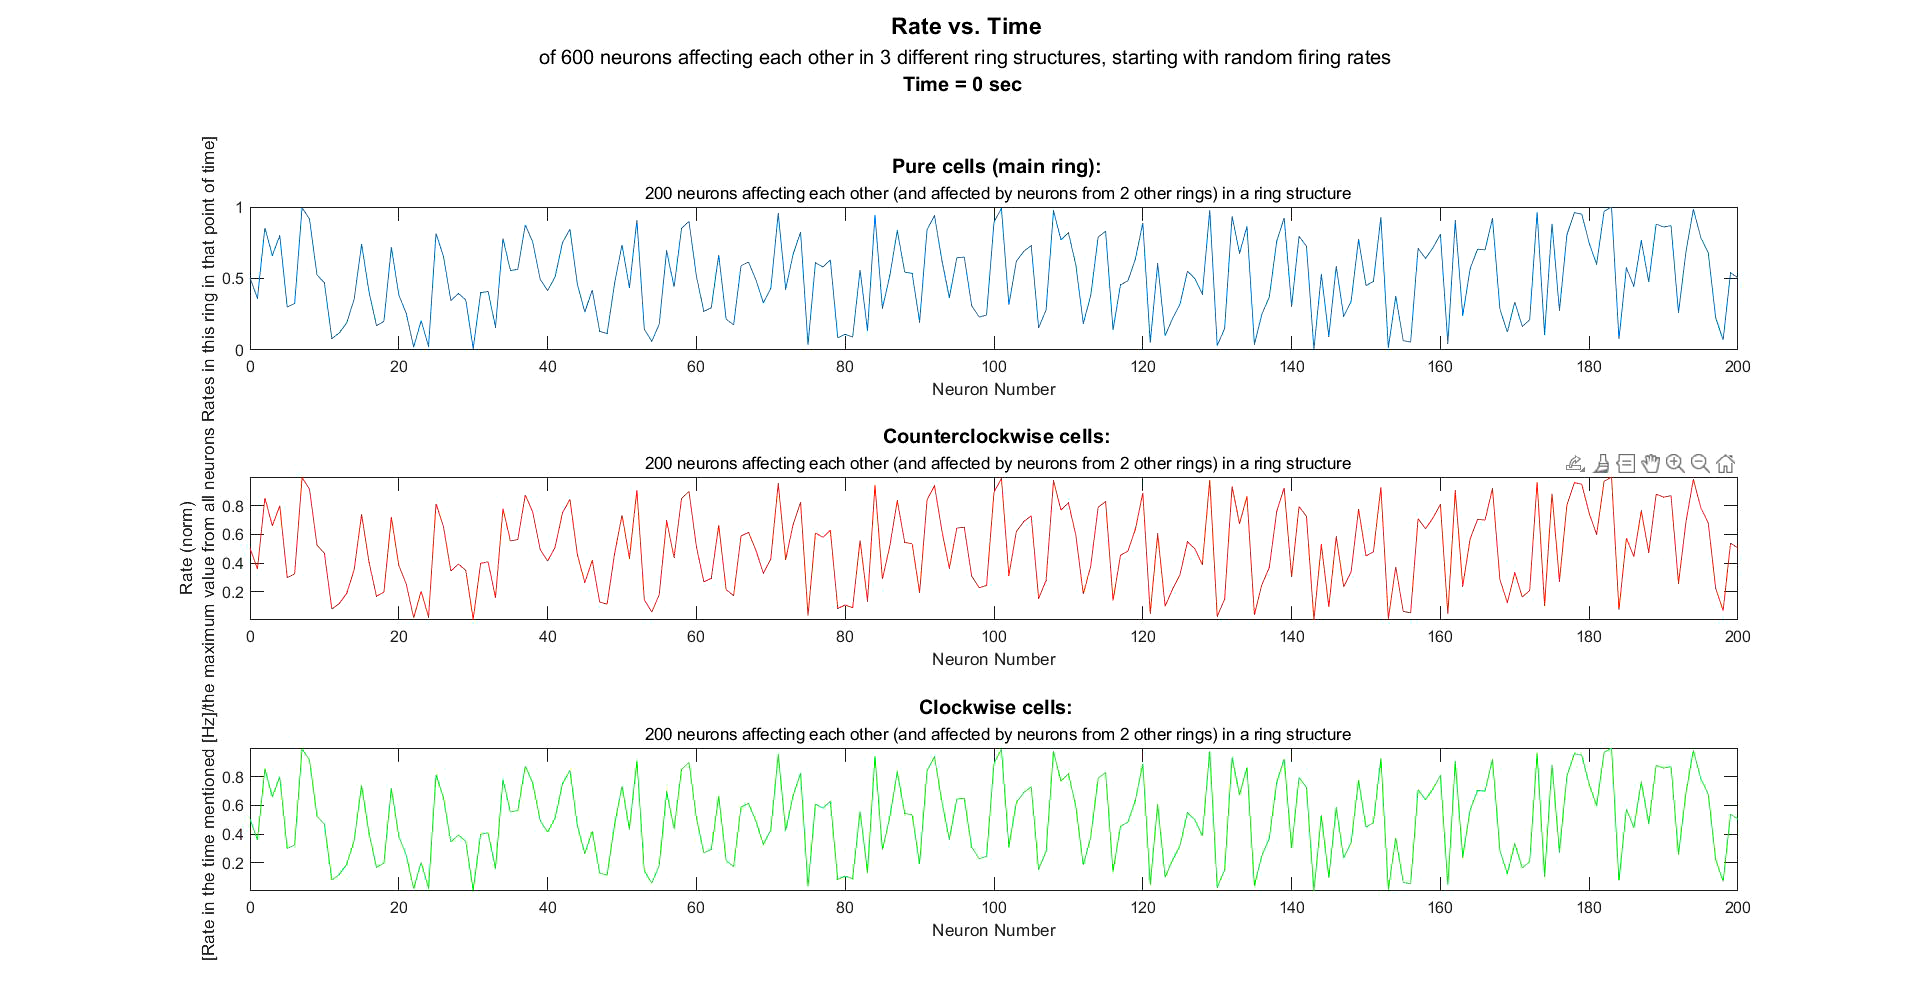 Rate vs. Time
of 600 neurons affecting each other in 3 different ring structures, starting with random firing rates
Time = 0 sec
Rate (norm)
[Rate in the time mentioned [Hz]/the maximum value from all neurons Rates in this ring in that point of time]
Pure cells (main ring):
200 neurons affecting each other (and affected by neurons from 2 other rings) in a ring structure
1
0.5
0
0 20 40 60 80 100 120 140 160 180 200
Neuron Number
Counterclockwise cells:
200 neurons affecting each other (and affected by neurons from 2 other rings) in a ring structure
0.8
0.6
0.4
0.2
0 20 40 60 80 100 120 140 160 180 200
Neuron Number
Clockwise cells:
200 neurons affecting each other (and affected by neurons from 2 other rings) in a ring structure
0.8
0.6
0.4
0.2
0 20 40 60 80 100 120 140 160 180 200
Neuron Number